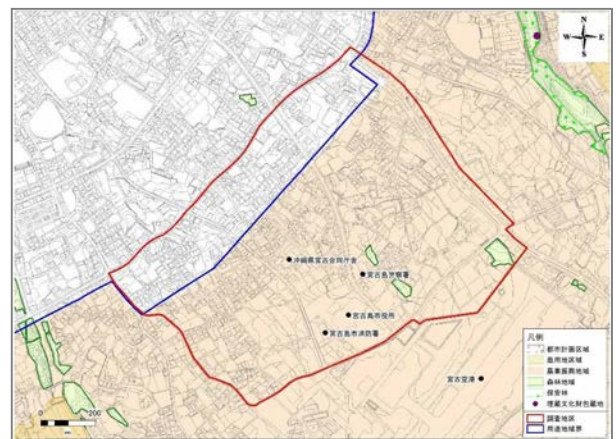 N
W E
S
沖縄県宮古合同庁舎
宮古島警察署
宮古島市役所
宮古島市消防署
宮古空港
0 200
m
凡例
都市計画区域
農用地区域
農業振興地域
森林地域
保安林
埋蔵文化財包蔵地
調査地区
用途地域界